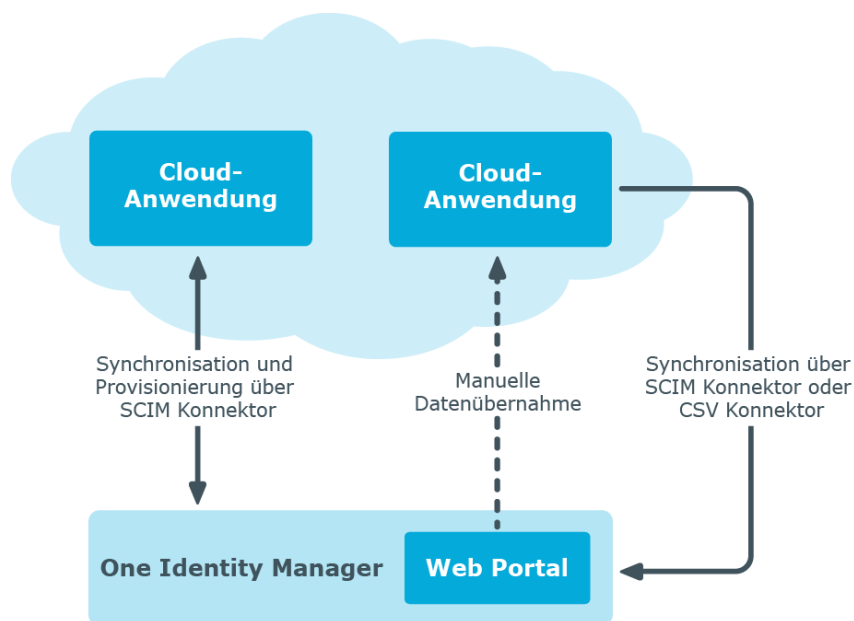 Cloud-
Anwendung
Cloud-
Anwendung
Synchronisation und
Provisionierung über
SCIM Konnektor
Manuelle
Datenübernahme
Synchronisation über
SCIM Konnektor oder
CSV Konnektor
One Identity Manager
Web Portal